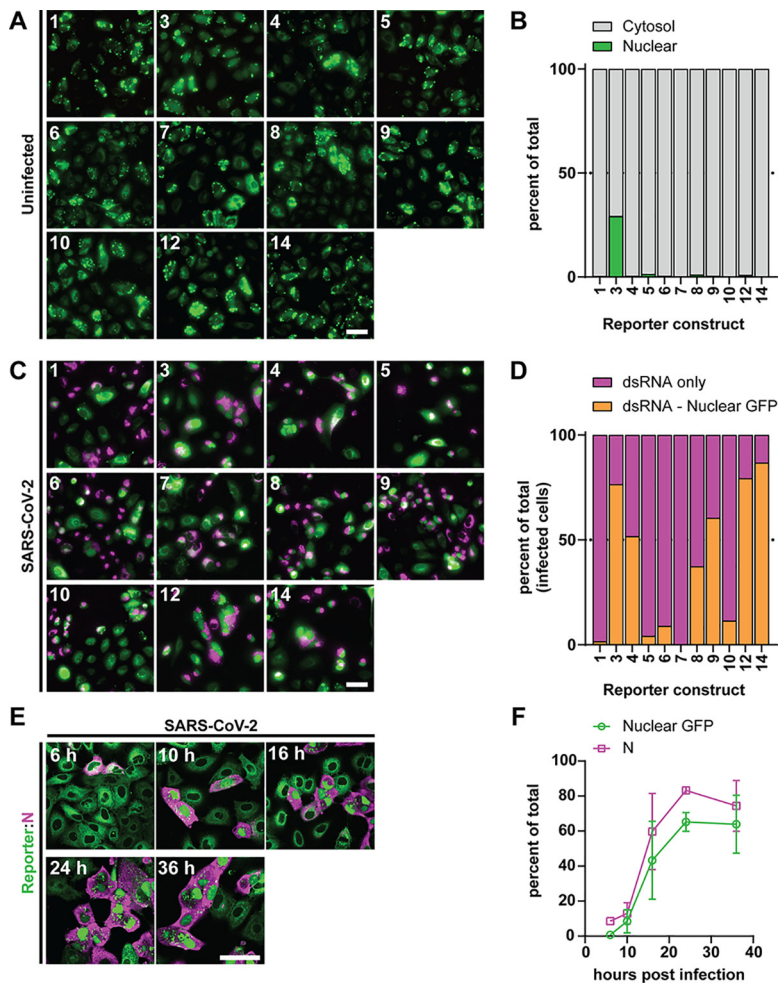 A
Uninfected
1 3 4 5
6 7 8 9
10 12 14
B
Cytosol
Nuclear
percent of total
100
50
0
1 3 4 5 6 7 8 9 10 12 14
Reporter construct
C
SARS-CoV-2
1 3 4 5
6 7 8 9
10 12 14
D
dsRNA only
dsRNA - Nuclear GFP
percent of total
(infected cells)
100
50
0
1 3 4 5 6 7 8 9 10 12 14
Reporter construct
E
SARS-CoV-2
Reporter:N
6 h 10 h 16 h
24 h 36 h
F
Nuclear GFP
N
percent of total
100
80
60
40
20
0
0 10 20 30 40
hours post infection